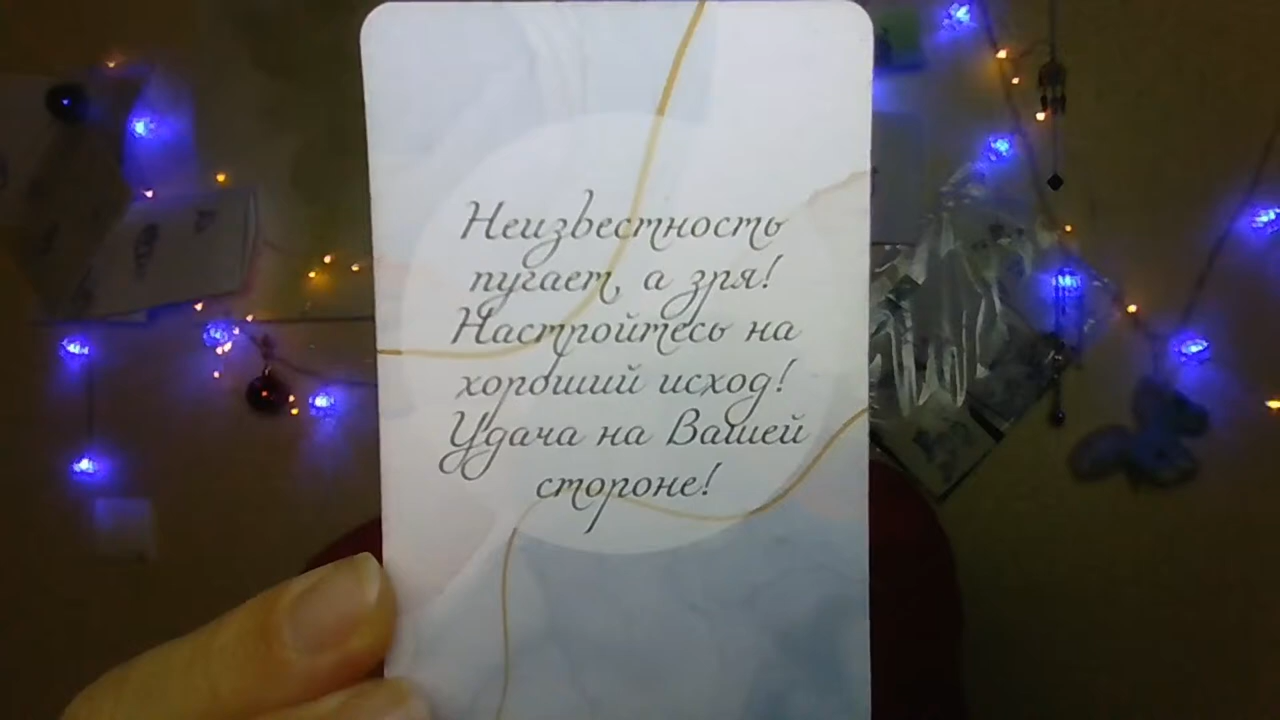 Неизвестность
пугает, а зря!
Настройтесь на
хороший исход!
Удача на Вашей
стороне!